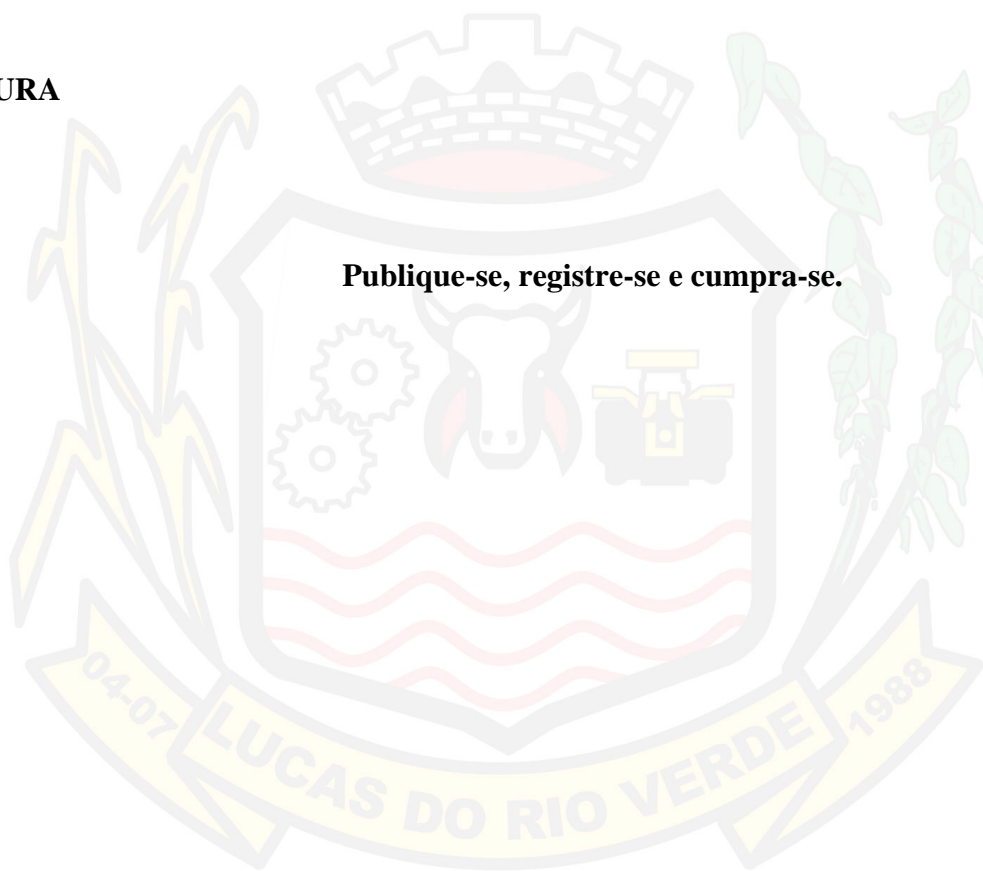 URA
Publique-se, registre-se e cumpra-se.
04-07 LUCAS DO RIO VERDE 1988